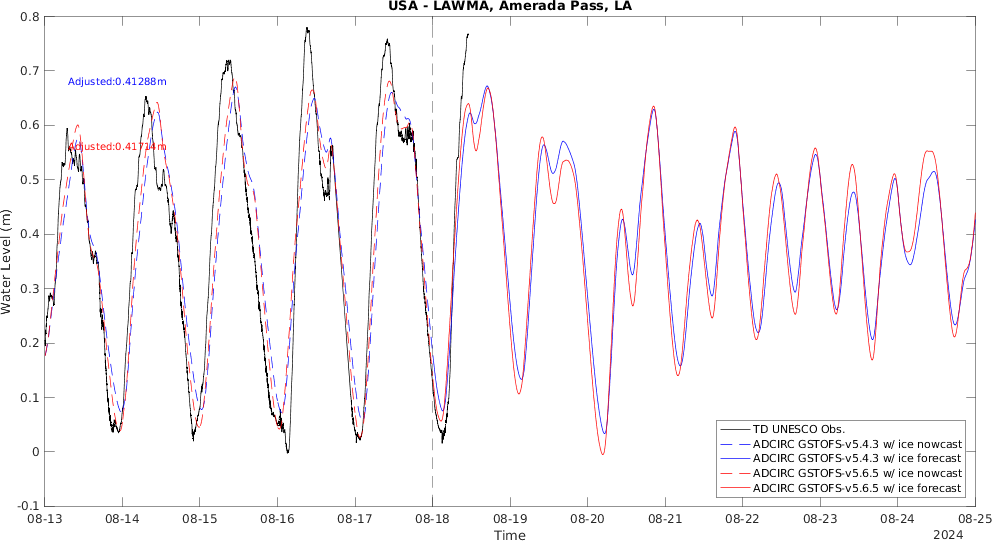 USA - LAWMA, Amerada Pass, LA
0.8
0.7
0.6
0.5
0.4
0.3
0.2
0.1
0
-0.1
Water Level (m)
Adjusted:0.41288m
Adjusted:0.41714m
TD UNESCO Obs.
ADCIRC GSTOFS-v5.4.3 w/ ice nowcast
ADCIRC GSTOFS-v5.4.3 w/ ice forecast
ADCIRC GSTOFS-v5.6.5 w/ ice nowcast
ADCIRC GSTOFS-v5.6.5 w/ ice forecast
08-13 08-14 08-15 08-16 08-17 08-18 08-19 08-20 08-21 08-22 08-23 08-24 08-25
Time
2024